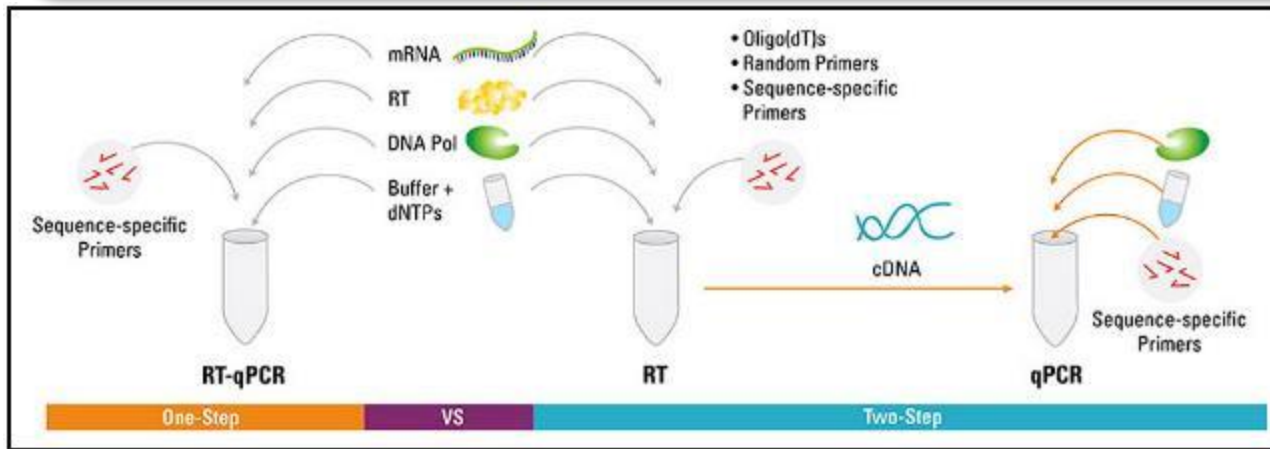 mRNA
RT
DNA Pol
Buffer +
dNTPs
Sequence-specific
Primers
• Oligo(dT)s
• Random Primers
• Sequence-specific
Primers
cDNA
Sequence-specific
Primers
RT-qPCR
RT
qPCR
One-Step
VS
Two-Step